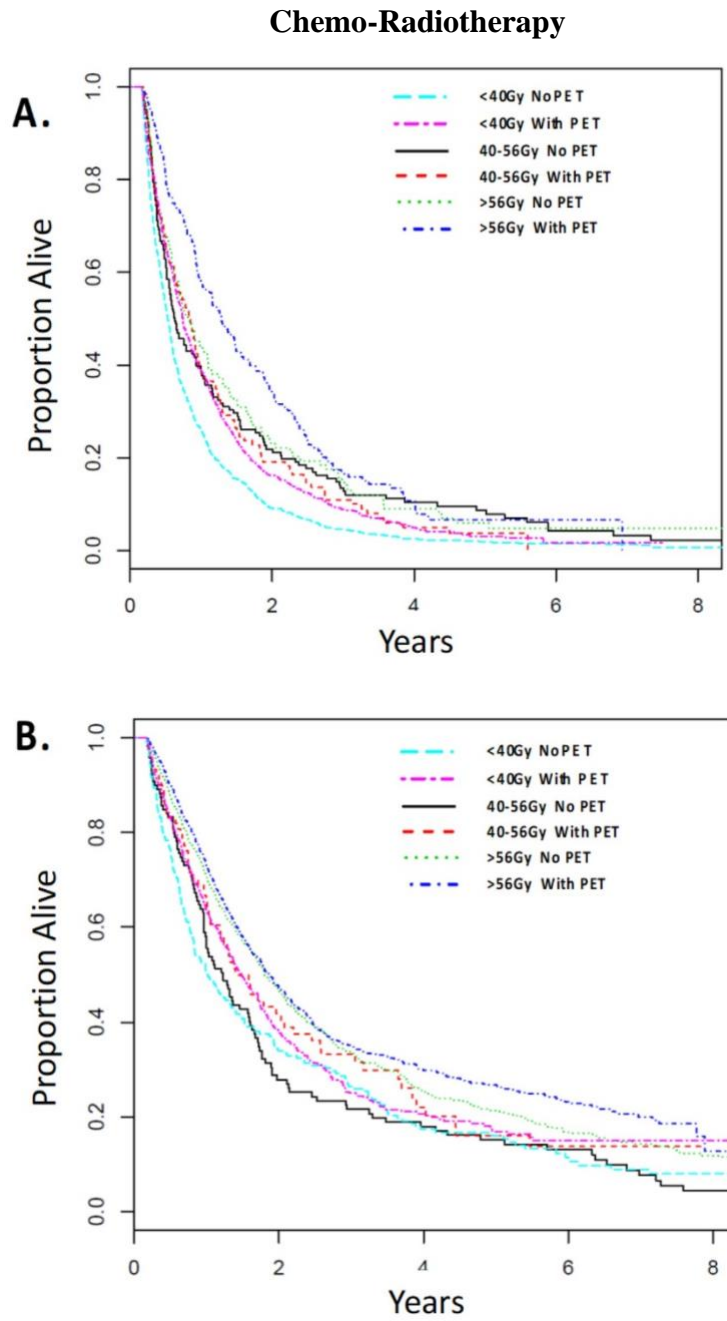 Chemo-Radiotherapy
A.
<40Gy No PET
<40Gy With PET
40-56Gy No PET
40-56Gy With PET
>56Gy No PET
>56Gy With PET
1.0
0.8
0.6
0.4
0.2
0.0
Proportion Alive
0 2 4 6 8
Years
B.
<40Gy No PET
<40Gy With PET
40-56Gy No PET
40-56Gy With PET
>56Gy No PET
>56Gy With PET
1.0
0.8
0.6
0.4
0.2
0.0
Proportion Alive
0 2 4 6 8
Years